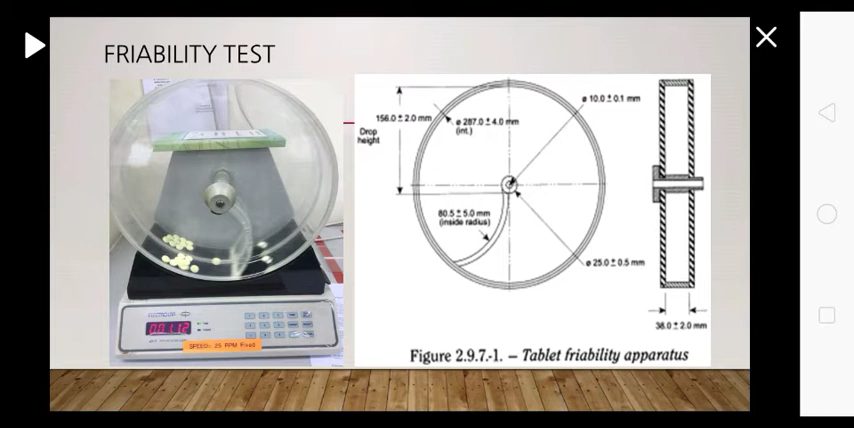 FRIABILITY TEST
ø 10.0 ± 0.1 mm
156.0 ± 2.0 mm
ø 287.0 ± 4.0 mm
(int.)
Drop
height
80.5 ± 5.0 mm
(inside radius)
ø 25.0 ± 0.5 mm
38.0 ± 2.0 mm
SPEED: 25 RPM Fixed
Figure 2.9.7.-1. – Tablet friability apparatus